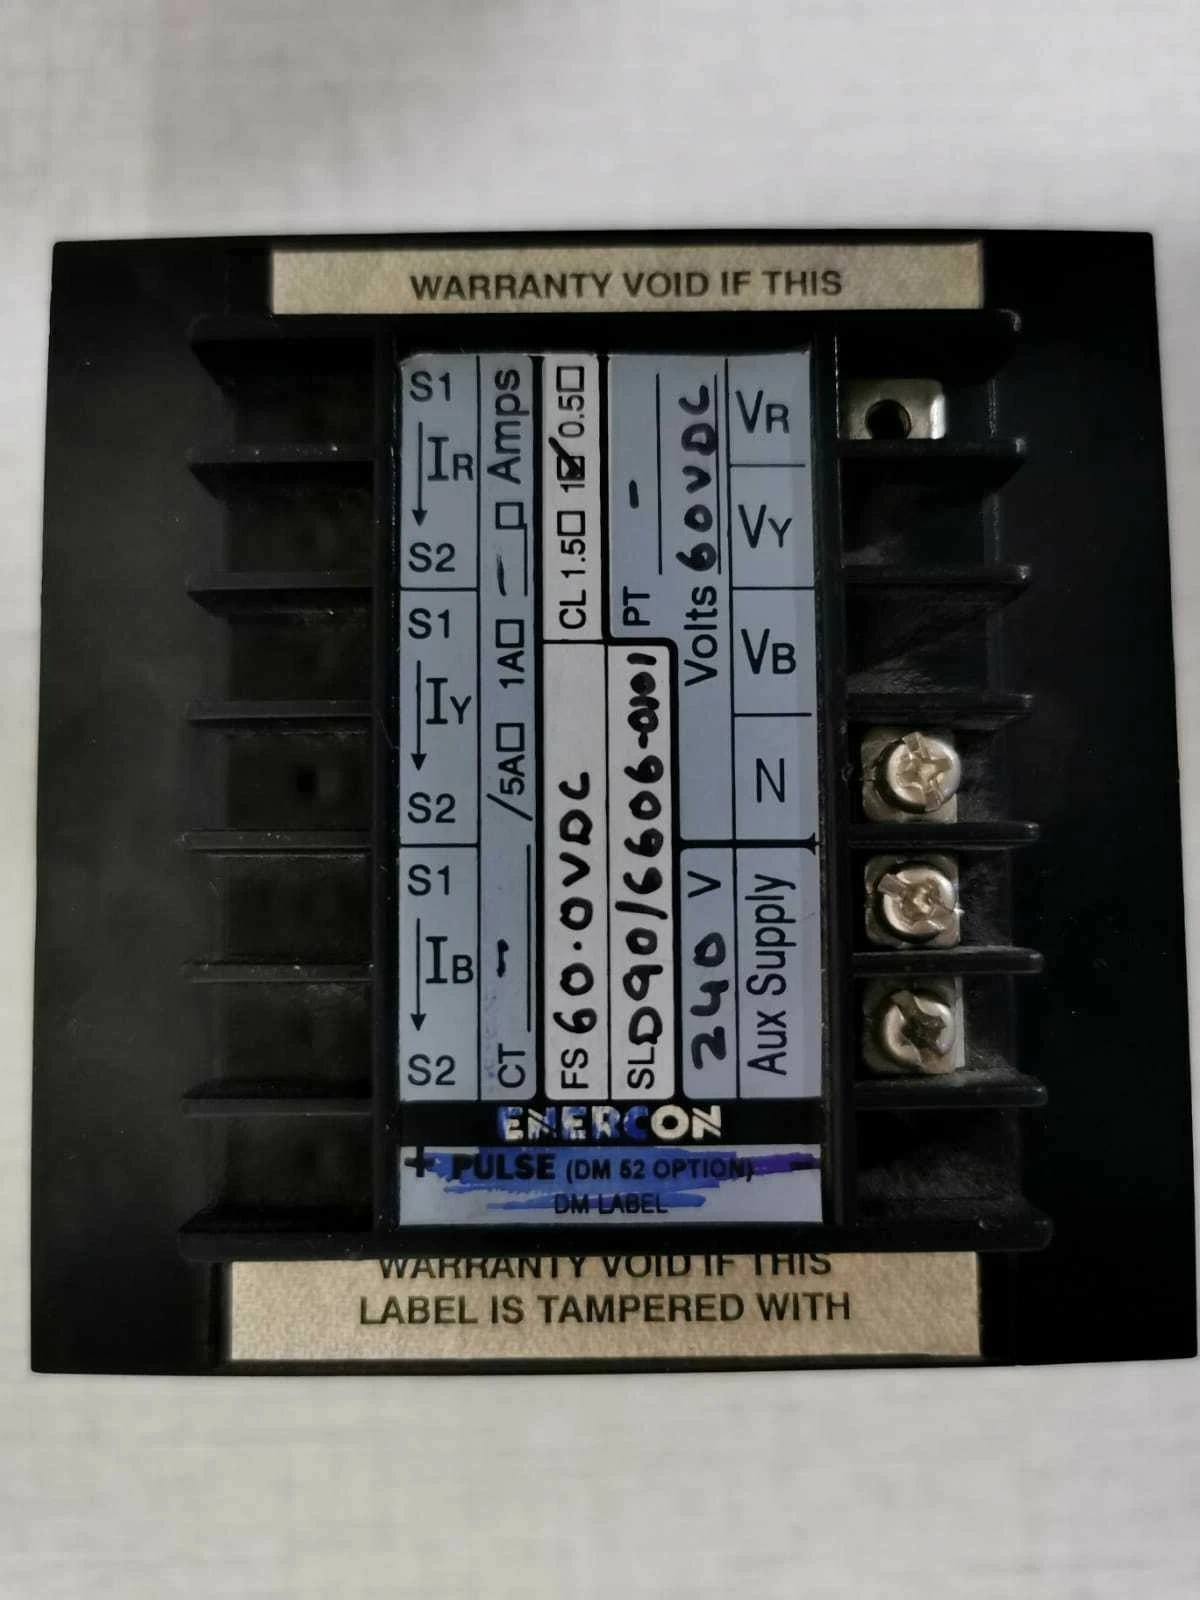 WARRANTY VOID IF THIS
S1
IR
S2
S1
IY
S2
S1
IB
S2
CT - /5A 1A - Amps
FS 60.0VDC
CL 1.5 1 0.5
SL D90/6606-
PT -
240 V
Volts 60VDC
Aux Supply
N
VB
VY
VR
ENERCON
+ PULSE (DM 52 OPTION) -
DM LABEL
WARRANTY VOID IF THIS
LABEL IS TAMPERED WITH